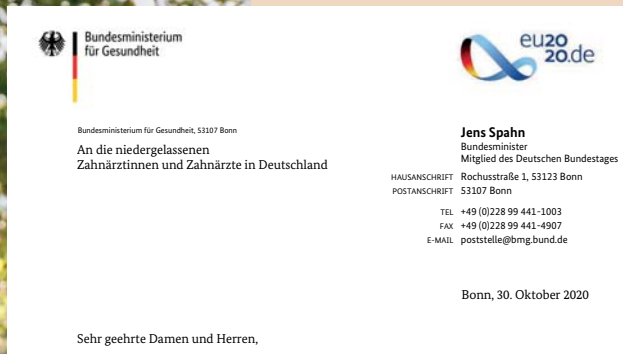 Bundesministerium
für Gesundheit
eu20
20.de
Bundesministerium für Gesundheit, 53107 Bonn
An die niedergelassenen
Zahnärztinnen und Zahnärzte in Deutschland
Jens Spahn
Bundesminister
Mitglied des Deutschen Bundestages
HAUSANSCHRIFT Rochusstraße 1, 53123 Bonn
POSTANSCHRIFT 53107 Bonn
TEL +49 (0)228 99 441-1003
FAX +49 (0)228 99 441-4907
E-MAIL poststelle@bmg.bund.de
Bonn, 30. Oktober 2020
Sehr geehrte Damen und Herren,